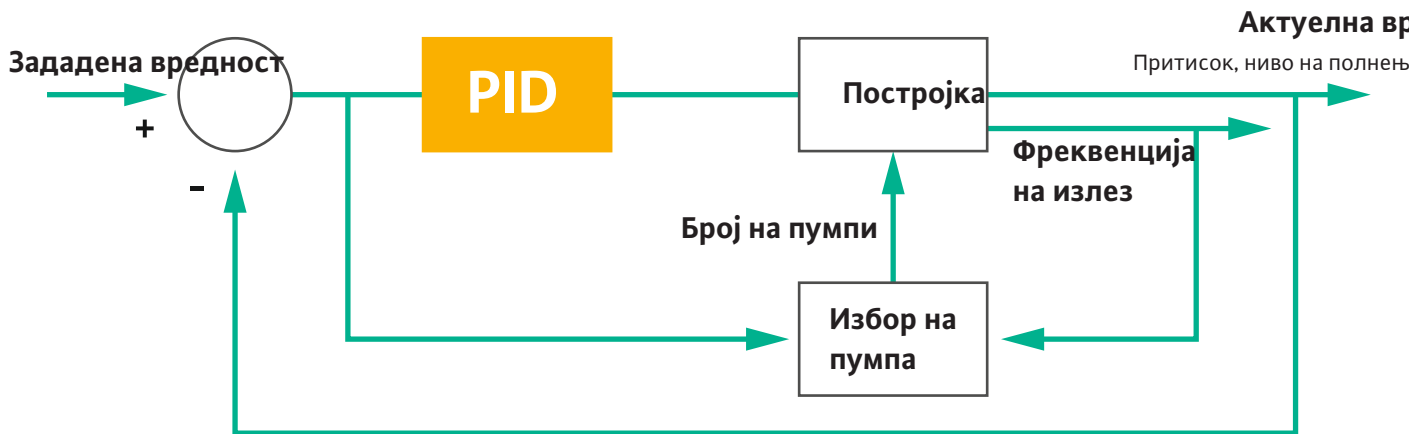 Актуелна вр
Притисок, ниво на полнењ
Зададена вредност
+
-
PID
Постројка
Фреквенција
на излез
Број на пумпи
Избор на
пумпа